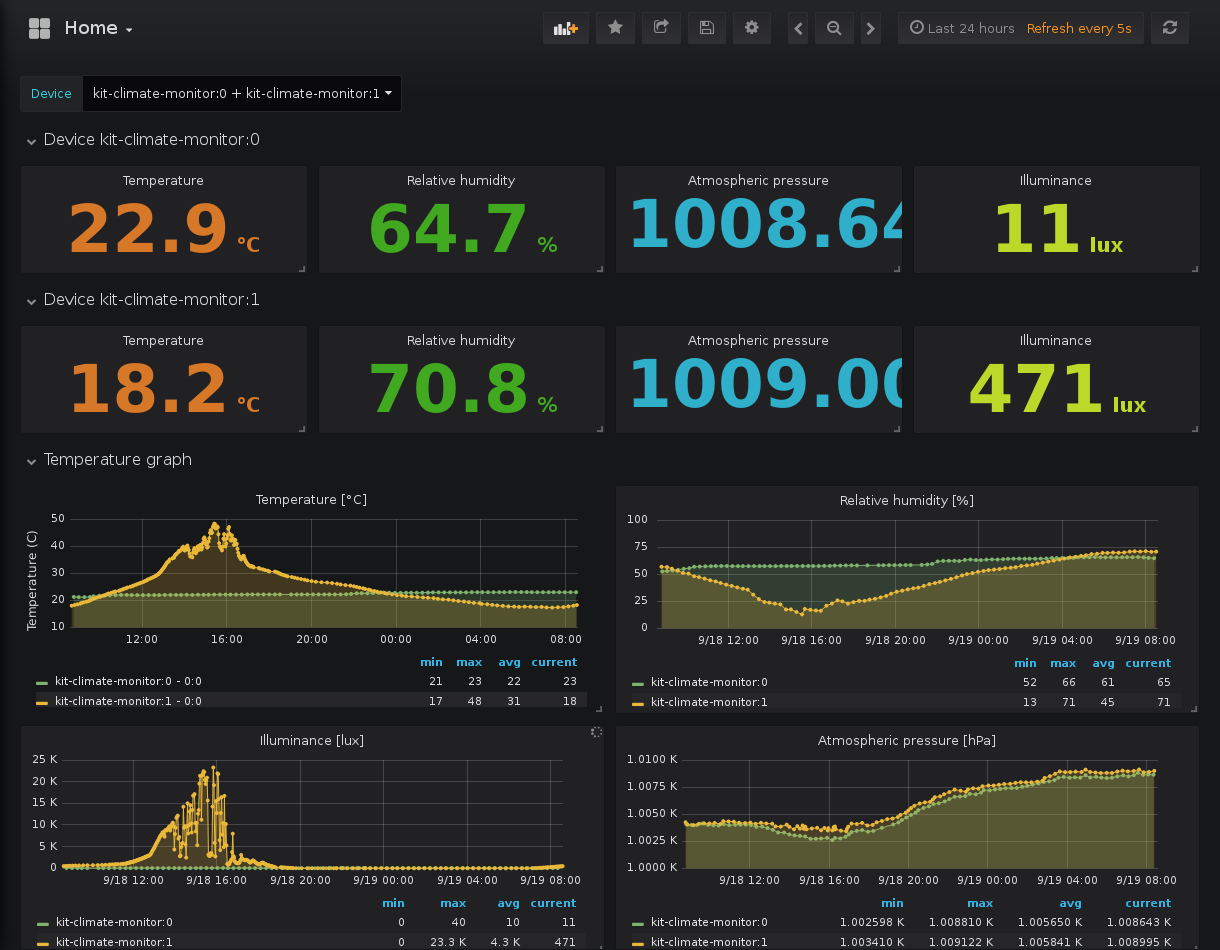 Home
Last 24 hours Refresh every 5s
Device kit-climate-monitor:0 + kit-climate-monitor:1
Device kit-climate-monitor:0
Temperature Relative humidity Atmospheric pressure Illuminance
22.9 °C 64.7 % 1008.64 11 lux
Device kit-climate-monitor:1
Temperature Relative humidity Atmospheric pressure Illuminance
18.2 °C 70.8 % 1009.00 471 lux
Temperature graph
Temperature [°C]
Temperature (C)
50
40
30
20
10
12:00 16:00 20:00 00:00 04:00 08:00
min max avg current
kit-climate-monitor:0 - 0:0 21 23 22 23
kit-climate-monitor:1 - 0:0 17 48 31 18
Relative humidity [%]
100
75
50
25
0
9/18 12:00 9/18 16:00 9/18 20:00 9/19 00:00 9/19 04:00 9/19 08:00
min max avg current
kit-climate-monitor:0 52 66 61 65
kit-climate-monitor:1 13 71 45 71
Illuminance [lux]
25 K
20 K
15 K
10 K
5 K
0
9/18 12:00 9/18 16:00 9/18 20:00 9/19 00:00 9/19 04:00 9/19 08:00
min max avg current
kit-climate-monitor:0 0 40 10 11
kit-climate-monitor:1 0 23.3 K 4.3 K 471
Atmospheric pressure [hPa]
1.0100 K
1.0075 K
1.0050 K
1.0025 K
1.0000 K
9/18 12:00 9/18 16:00 9/18 20:00 9/19 00:00 9/19 04:00 9/19 08:00
min max avg current
kit-climate-monitor:0 1.002598 K 1.008810 K 1.005650 K 1.008643 K
kit-climate-monitor:1 1.003410 K 1.009122 K 1.005841 K 1.008995 K